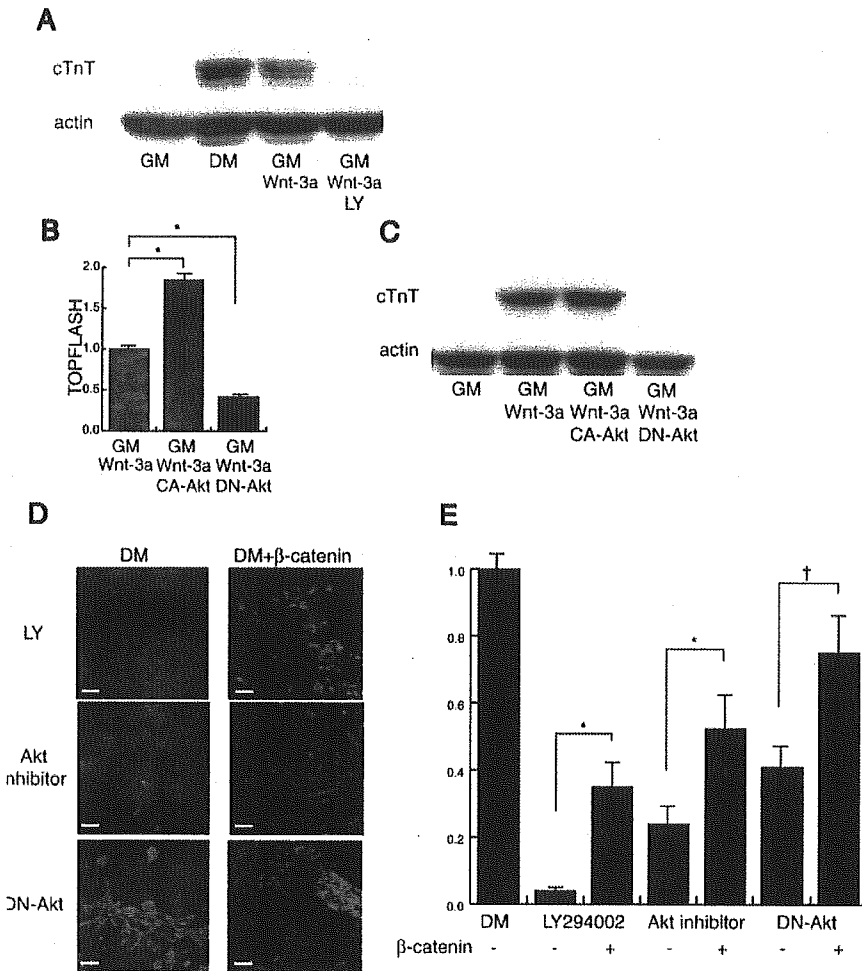 A
cTnT
actin
GM DM GM GM
Wnt-3a Wnt-3a
LY
B
*
*
TOPFLASH
2.0
1.5
1.0
0.5
0.0
GM GM GM
Wnt-3a Wnt-3a Wnt-3a
CA-Akt DN-Akt
C
cTnT
actin
GM GM GM GM
Wnt-3a Wnt-3a Wnt-3a
CA-Akt DN-Akt
D
DM DM+β-catenin
LY
Akt
nhibitor
DN-Akt
E
1.0
0.8
0.6
0.4
0.2
0.0
*
*
†
DM LY294002 Akt inhibitor DN-Akt
β-catenin - - + - + - +